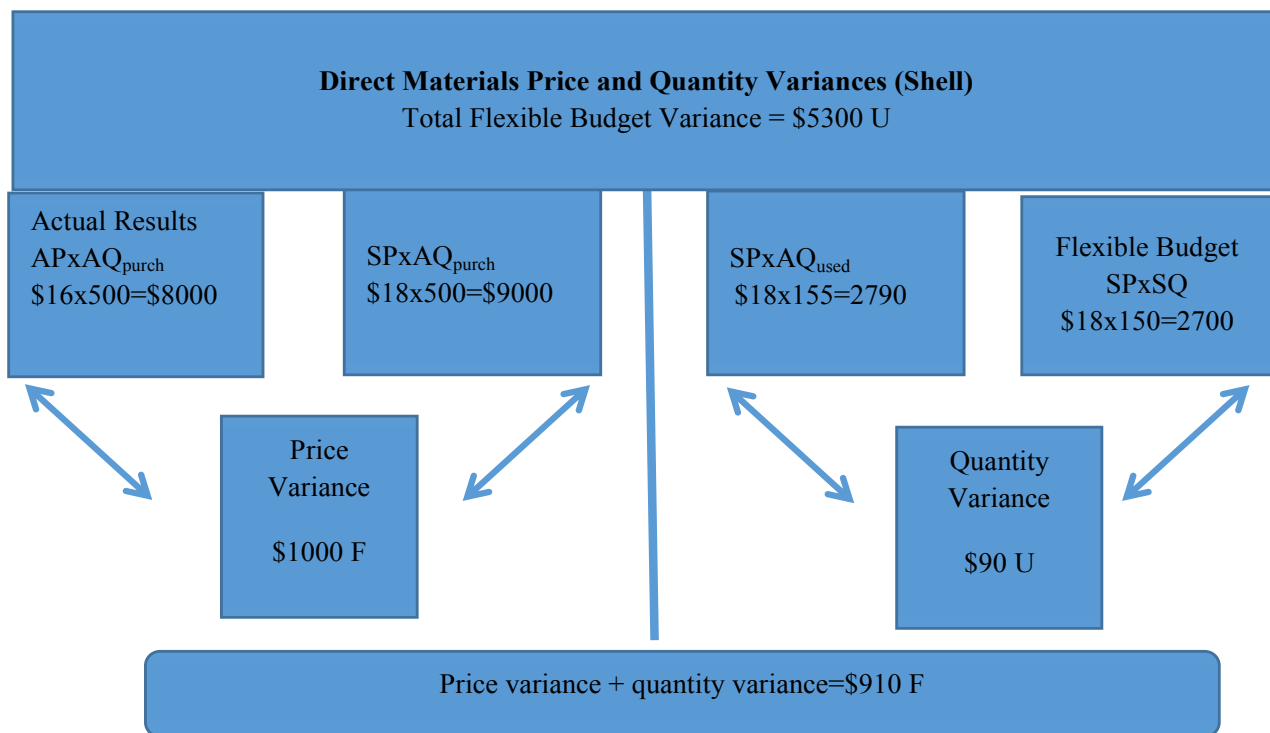 Direct Materials Price and Quantity Variances (Shell)
Total Flexible Budget Variance = $5300 U
Actual Results
APxAQpurch
$16x500=$8000
SPxAQpurch
$18x500=$9000
SPxAQused
$18x155=2790
Flexible Budget
SPxSQ
$18x150=2700
Price
Variance
$1000 F
Quantity
Variance
$90 U
Price variance + quantity variance=$910 F